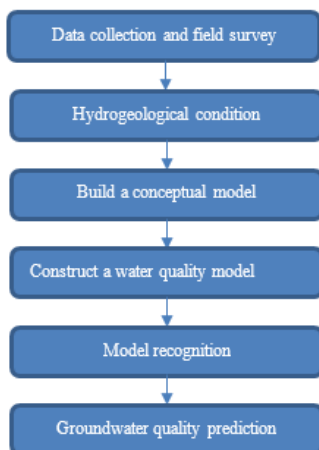 Data collection and field survey
Hydrogeological condition
Build a conceptual model
Construct a water quality model
Model recognition
Groundwater quality prediction